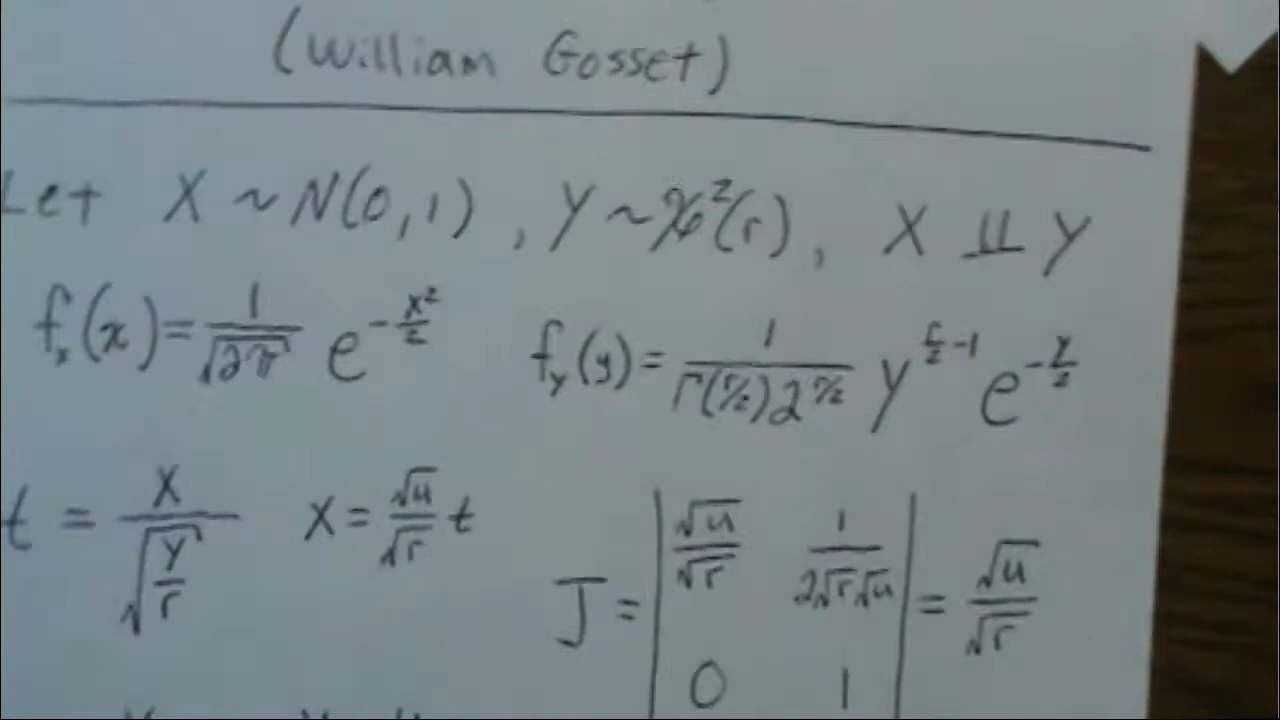 (William Gosset)
Let X ~ N(0,1), Y ~ χ²(r), X ⫫ Y
fₓ(x) = 1/√(2π) e^(-x²/2) f_y(y) = 1/(Γ(r/2) 2^(r/2)) y^(r/2 - 1) e^(-y/2)
t = X/√(Y/r) X = (√u/√r) t J = | √u/√r 1/(2√r√u) ; 0 1 | = √u/√r